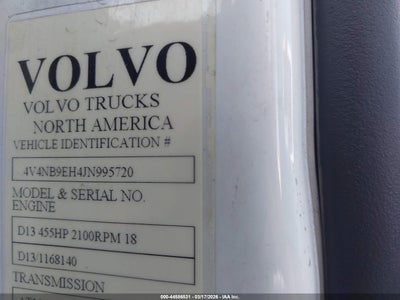 VOLVO
VOLVO TRUCKS
NORTH AMERICA
VEHICLE IDENTIFICATION #
4V4NB9EH4JN995720
MODEL & SERIAL NO.
ENGINE
D13 455HP 2100RPM 18
D13 1168140
TRANSMISSION
000-44686531 - 03/17/2026 - IAA Inc.